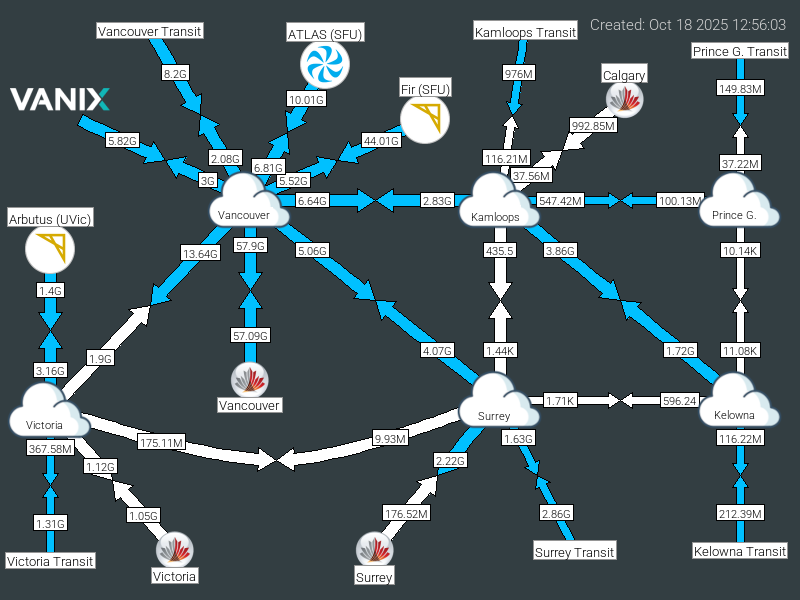 Created: Oct 18 2025 12:56:03
Vancouver Transit
ATLAS (SFU)
Kamloops Transit
Prince G. Transit
8.2G
976M
Calgary
Fir (SFU)
149.83M
VANIX
10.01G
992.85M
5.82G
44.01G
2.08G
116.21M
37.22M
6.81G
37.56M
3G
5.52G
6.64G
2.83G
547.42M
100.13M
Vancouver
Kamloops
Prince G.
Arbutus (UVic)
13.64G
57.9G
5.06G
435.5
3.86G
10.14K
1.4G
57.09G
1.9G
4.07G
1.44K
1.72G
11.08K
3.16G
Vancouver
1.71K
596.24
Victoria
Surrey
Kelowna
367.58M
175.11M
9.93M
1.63G
116.22M
1.12G
2.22G
1.31G
1.05G
176.52M
2.86G
212.39M
Victoria Transit
Victoria
Surrey
Surrey Transit
Kelowna Transit